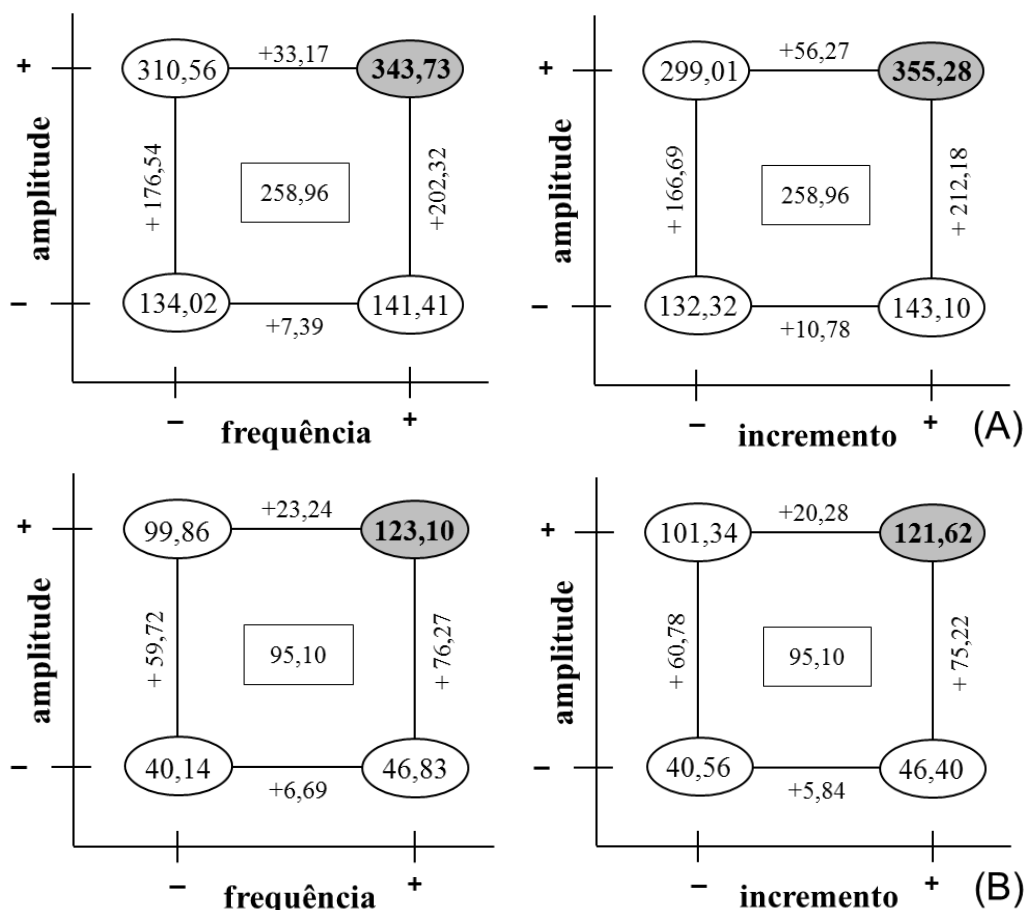 +33,17
+ 310,56 343,73
amplitude
+ 176,54
258,96
+202,32
– 134,02 141,41
+7,39
– +
frequência
+56,27
+ 299,01 355,28
amplitude
+ 166,69
258,96
+ 212,18
– 132,32 143,10
+10,78
– +
incremento
(A)
+23,24
+ 99,86 123,10
amplitude
+ 59,72
95,10
+ 76,27
– 40,14 46,83
+6,69
– +
frequência
+20,28
+ 101,34 121,62
amplitude
+ 60,78
95,10
+ 75,22
– 40,56 46,40
+5,84
– +
incremento
(B)